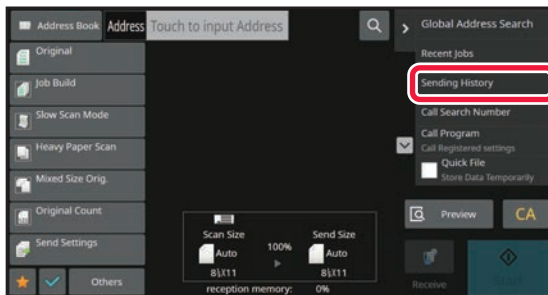 Address Book
Address
Touch to input Address
Original
Job Build
Slow Scan Mode
Heavy Paper Scan
Mixed Size Orig.
Original Count
Send Settings
Others
Scan Size
Auto
8½X11
100%
Send Size
Auto
8½X11
reception memory: 0%
Global Address Search
Recent Jobs
Sending History
Call Search Number
Call Program
Call Registered settings
Quick File
Store Data Temporarily
Preview
CA
Receive
Start